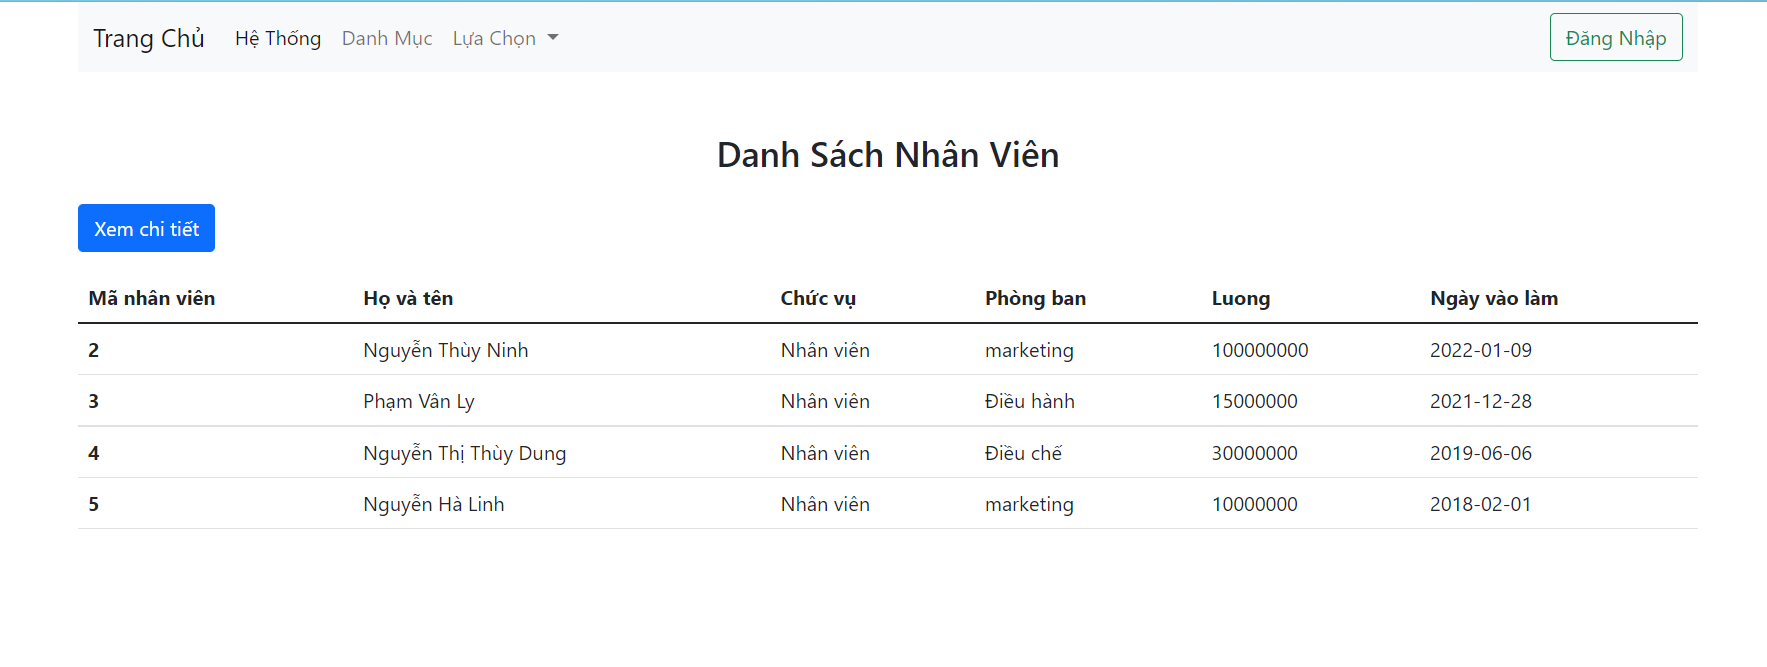 Trang Chủ Hệ Thống Danh Mục Lựa Chọn Đăng Nhập
Danh Sách Nhân Viên
Xem chi tiết
Mã nhân viên Họ và tên Chức vụ Phòng ban Luong Ngày vào làm
2 Nguyễn Thùy Ninh Nhân viên marketing 100000000 2022-01-09
3 Phạm Vân Ly Nhân viên Điều hành 15000000 2021-12-28
4 Nguyễn Thị Thùy Dung Nhân viên Điều chế 30000000 2019-06-06
5 Nguyễn Hà Linh Nhân viên marketing 10000000 2018-02-01